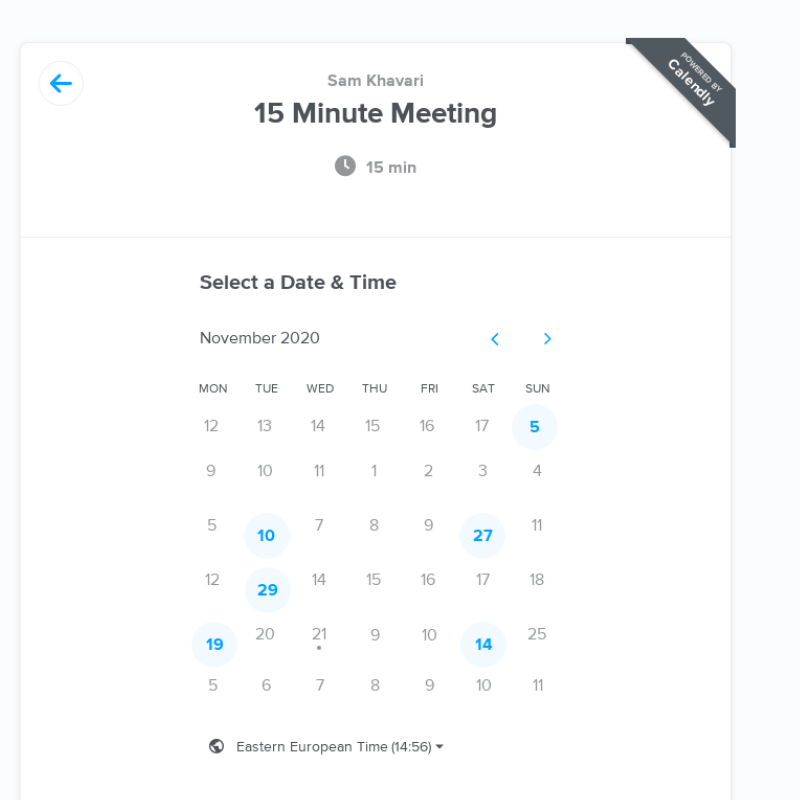 POWERED BY
Calendly
Sam Khavari
15 Minute Meeting
15 min
Select a Date & Time
November 2020
MON TUE WED THU FRI SAT SUN
12 13 14 15 16 17 5
9 10 11 1 2 3 4
5 10 7 8 9 27 11
12 29 14 15 16 17 18
19 20 21 9 10 14 25
5 6 7 8 9 10 11
Eastern European Time (14:56)